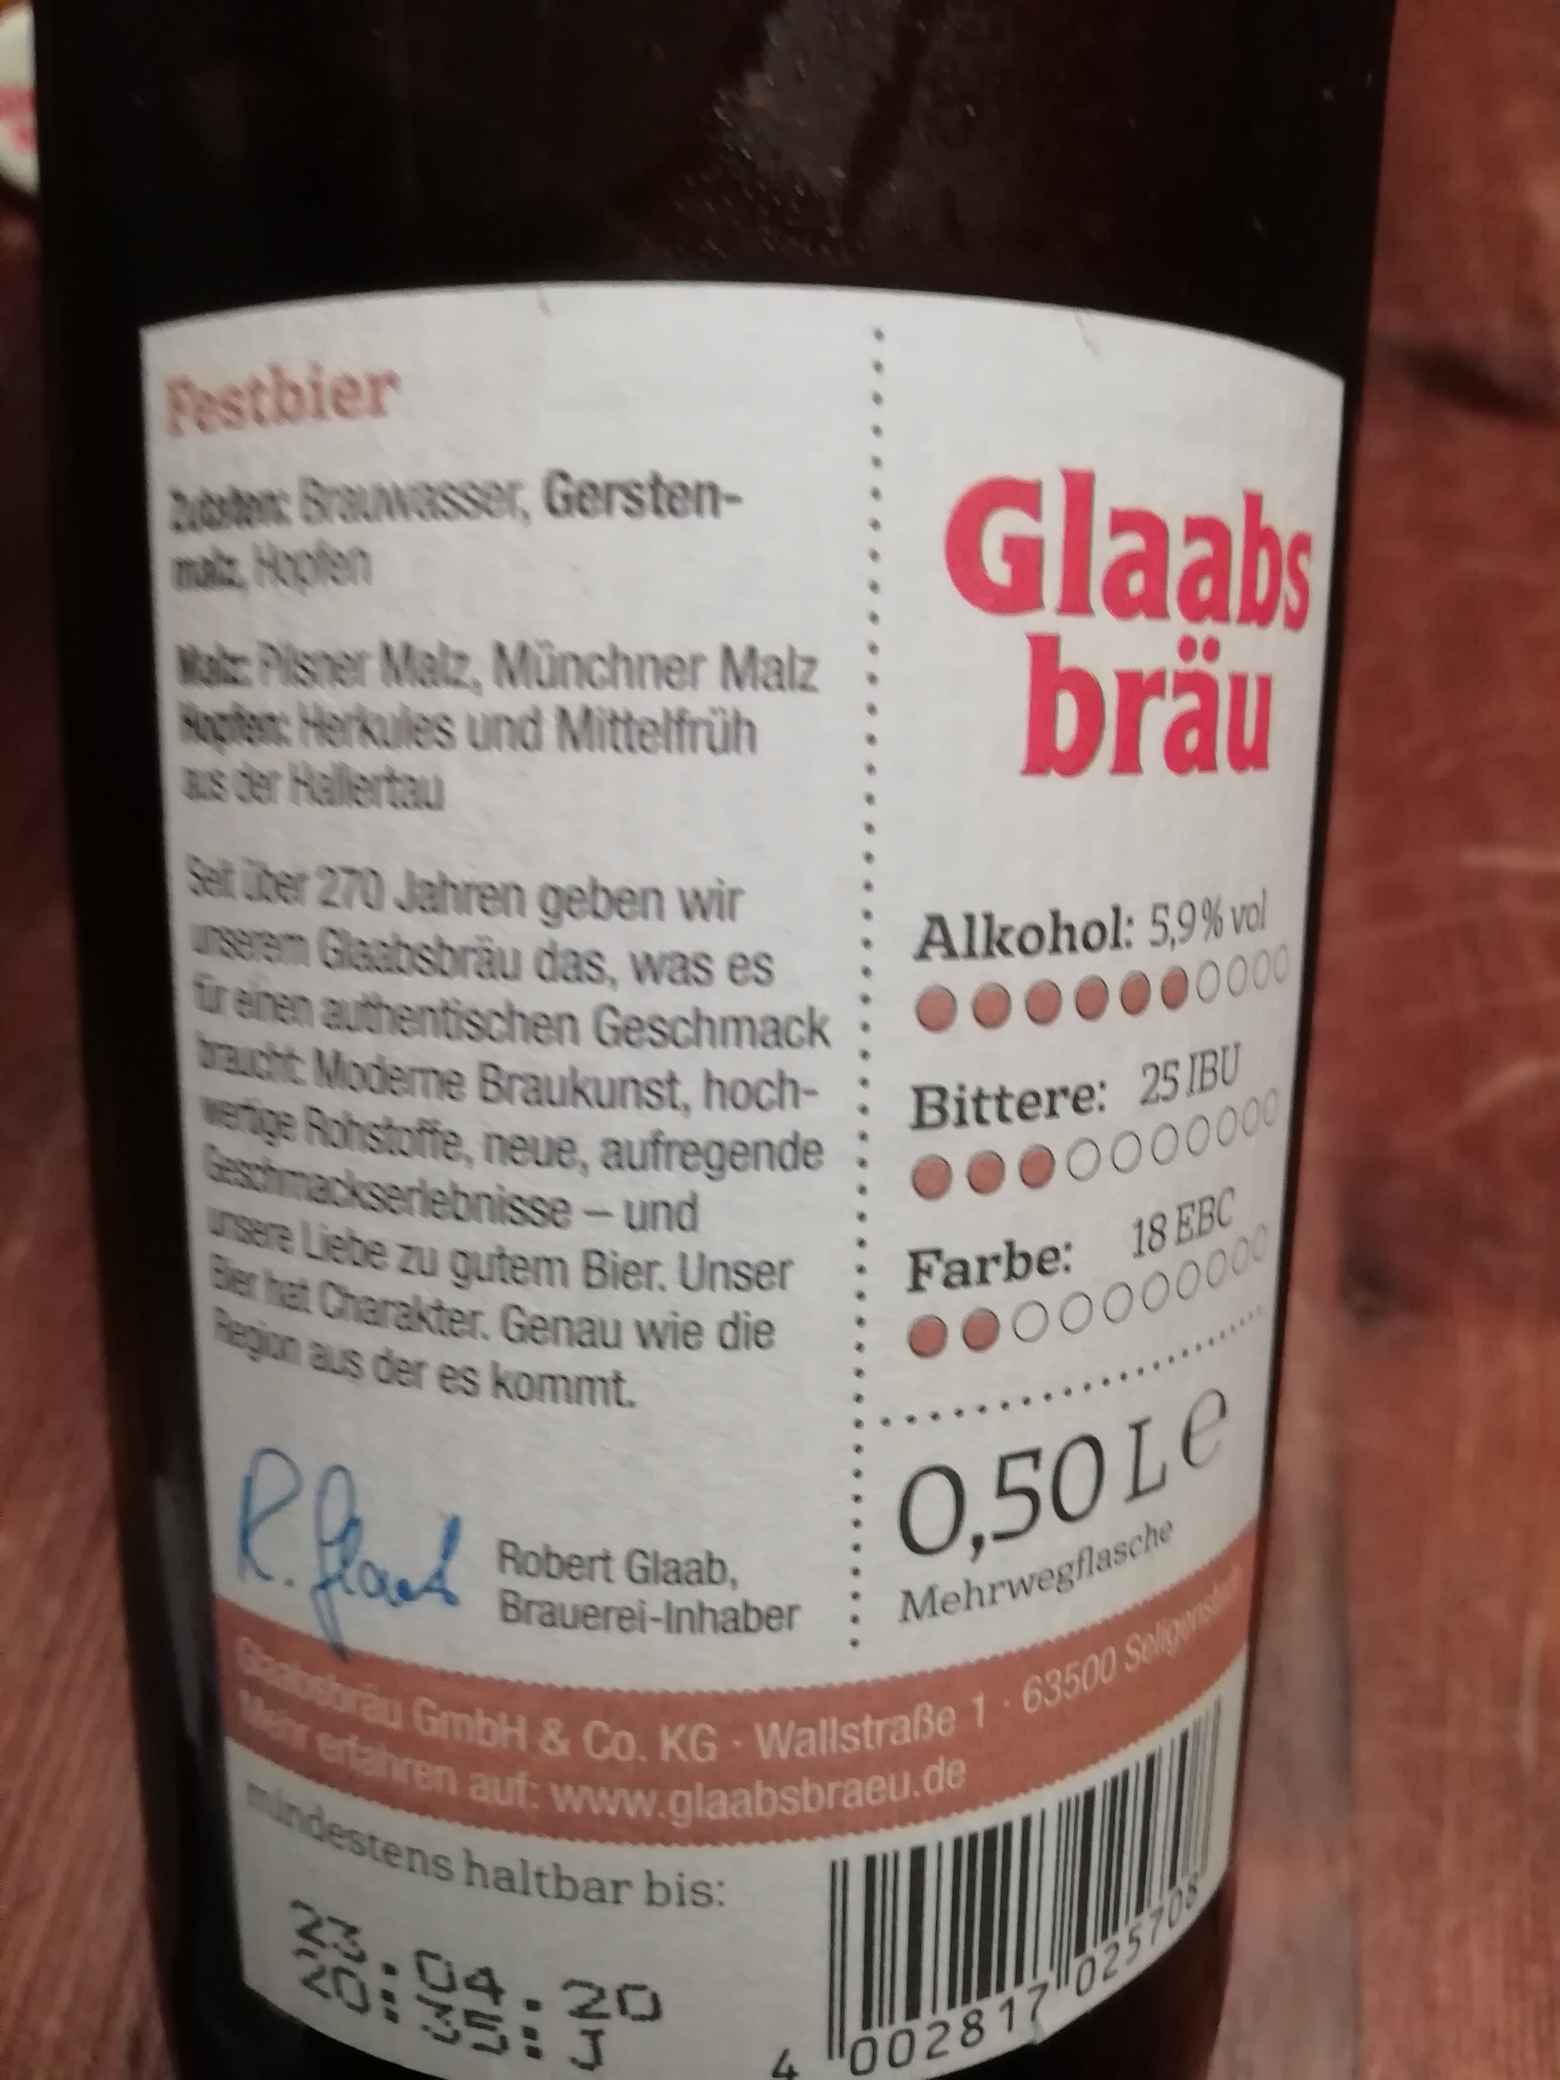 Festbier
Zutaten: Brauwasser, Gersten-
malz, Hopfen
Malz: Pilsner Malz, Münchner Malz
Hopfen: Herkules und Mittelfrüh
aus der Hallertau
Seit über 270 Jahren geben wir
unserem Glaabsbräu das, was es
für einen authentischen Geschmack
braucht: Moderne Braukunst, hoch-
wertige Rohstoffe, neue, aufregende
Geschmackserlebnisse – und
unsere Liebe zu gutem Bier. Unser
Bier hat Charakter. Genau wie die
Region aus der es kommt.
R. Glaab
Robert Glaab,
Brauerei-Inhaber
Glaabs
bräu
Alkohol: 5,9% vol
Bittere: 25 IBU
Farbe: 18 EBC
0,50 L e
Mehrwegflasche
Glaabsbräu GmbH & Co. KG · Wallstraße 1 · 63500 Seligenstadt
Mehr erfahren auf: www.glaabsbraeu.de
mindestens haltbar bis:
23.04.20
20:35:J
4 002817 025708